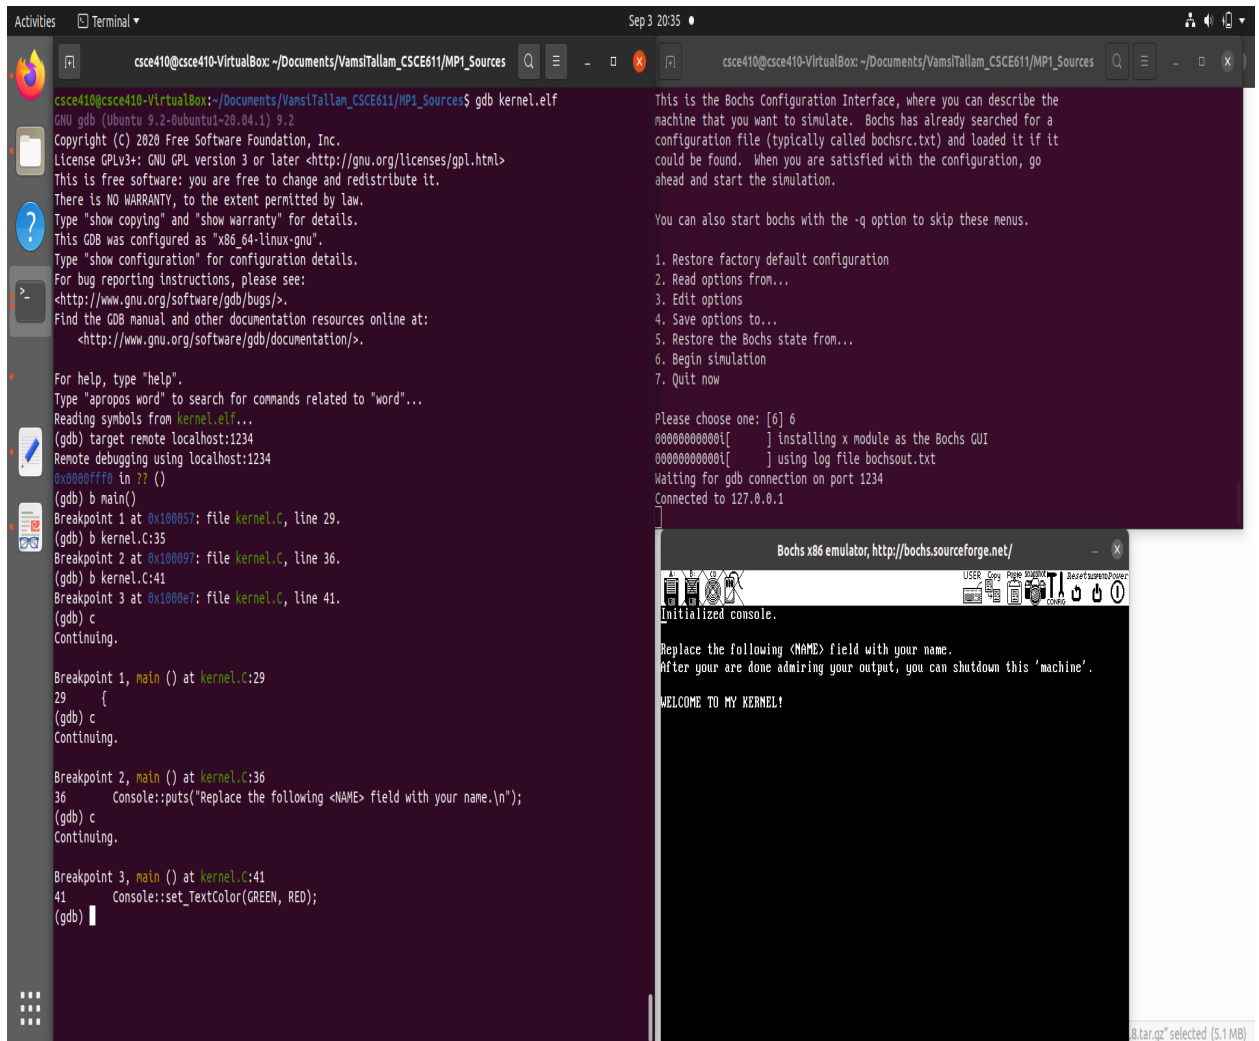 Activities
Terminal
Sep 3 20:35
csce410@csce410-VirtualBox: ~/Documents/VamsiTallam_CSCE611/MP1_Sources
csce410@csce410-VirtualBox:~/Documents/VamsiTallam_CSCE611/MP1_Sources$ gdb kernel.elf
GNU gdb (Ubuntu 9.2-0ubuntu1~20.04.1) 9.2
Copyright (C) 2020 Free Software Foundation, Inc.
License GPLv3+: GNU GPL version 3 or later <http://gnu.org/licenses/gpl.html>
This is free software: you are free to change and redistribute it.
There is NO WARRANTY, to the extent permitted by law.
Type "show copying" and "show warranty" for details.
This GDB was configured as "x86_64-linux-gnu".
Type "show configuration" for configuration details.
For bug reporting instructions, please see:
<http://www.gnu.org/software/gdb/bugs/>.
Find the GDB manual and other documentation resources online at:
<http://www.gnu.org/software/gdb/documentation/>.
For help, type "help".
Type "apropos word" to search for commands related to "word"...
Reading symbols from kernel.elf...
(gdb) target remote localhost:1234
Remote debugging using localhost:1234
0x0000fff0 in ?? ()
(gdb) b main()
Breakpoint 1 at 0x100057: file kernel.C, line 29.
(gdb) b kernel.C:35
Breakpoint 2 at 0x100097: file kernel.C, line 36.
(gdb) b kernel.C:41
Breakpoint 3 at 0x1000e7: file kernel.C, line 41.
(gdb) c
Continuing.
Breakpoint 1, main () at kernel.C:29
29 {
(gdb) c
Continuing.
Breakpoint 2, main () at kernel.C:36
36 Console::puts("Replace the following <NAME> field with your name.\n");
(gdb) c
Continuing.
Breakpoint 3, main () at kernel.C:41
41 Console::set_TextColor(GREEN, RED);
(gdb)
csce410@csce410-VirtualBox: ~/Documents/VamsiTallam_CSCE611/MP1_Sources
This is the Bochs Configuration Interface, where you can describe the
machine that you want to simulate. Bochs has already searched for a
configuration file (typically called bochsrc.txt) and loaded it if it
could be found. When you are satisfied with the configuration, go
ahead and start the simulation.
You can also start bochs with the -q option to skip these menus.
1. Restore factory default configuration
2. Read options from...
3. Edit options
4. Save options to...
5. Restore the Bochs state from...
6. Begin simulation
7. Quit now
Please choose one: [6] 6
00000000000i[ ] installing x module as the Bochs GUI
00000000000i[ ] using log file bochsout.txt
Waiting for gdb connection on port 1234
Connected to 127.0.0.1
Bochs x86 emulator, http://bochs.sourceforge.net/
A: B: CD USER Copy Paste snapshot CONFIG Reset suspend Power
Initialized console.
Replace the following <NAME> field with your name.
After your are done admiring your output, you can shutdown this 'machine'.
WELCOME TO MY KERNEL!
8.tar.gz" selected (5.1 MB)